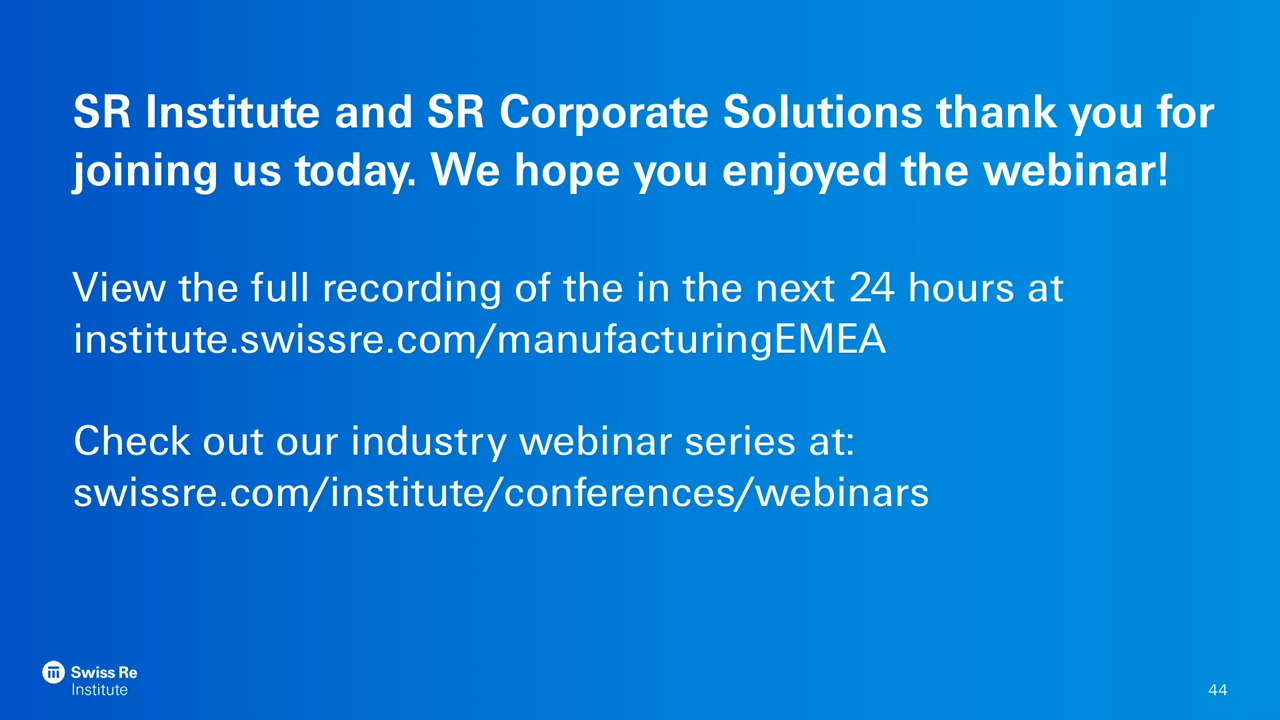 SR Institute and SR Corporate Solutions thank you for
joining us today. We hope you enjoyed the webinar!
View the full recording of the in the next 24 hours at
institute.swissre.com/manufacturingEMEA
Check out our industry webinar series at:
swissre.com/institute/conferences/webinars
Swiss Re
Institute
44